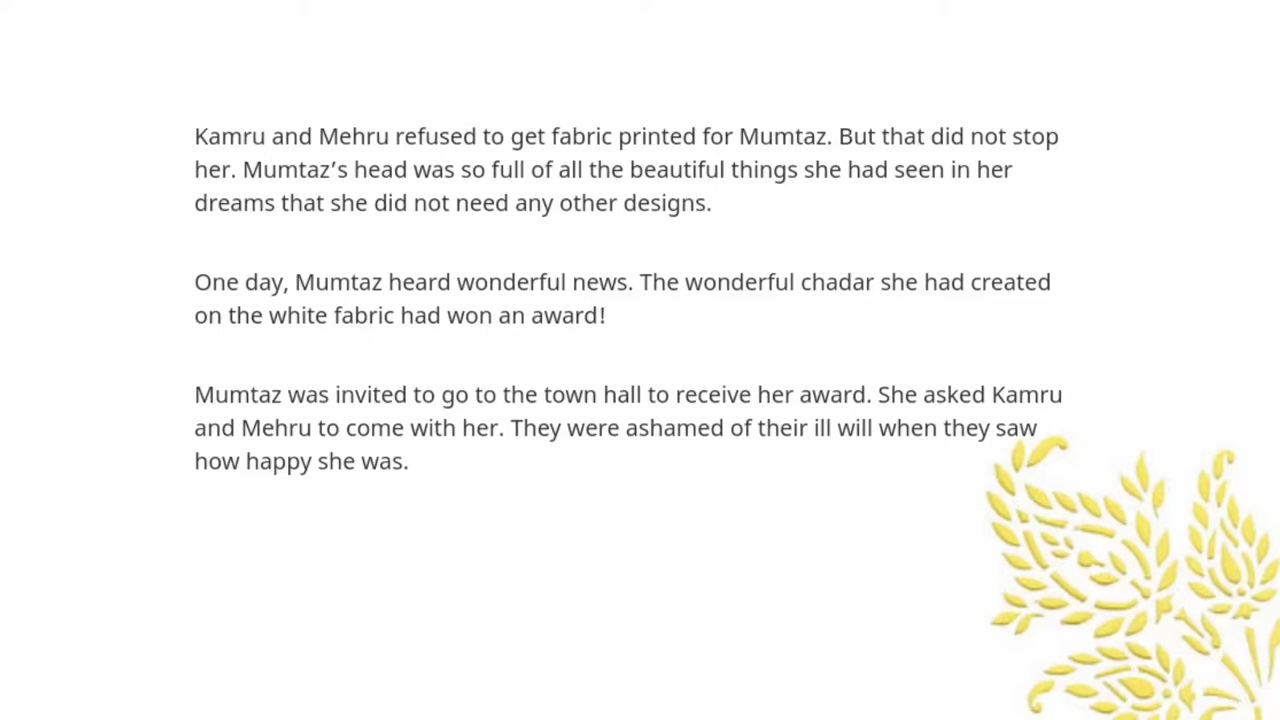 Kamru and Mehru refused to get fabric printed for Mumtaz. But that did not stop
her. Mumtaz’s head was so full of all the beautiful things she had seen in her
dreams that she did not need any other designs.
One day, Mumtaz heard wonderful news. The wonderful chadar she had created
on the white fabric had won an award!
Mumtaz was invited to go to the town hall to receive her award. She asked Kamru
and Mehru to come with her. They were ashamed of their ill will when they saw
how happy she was.